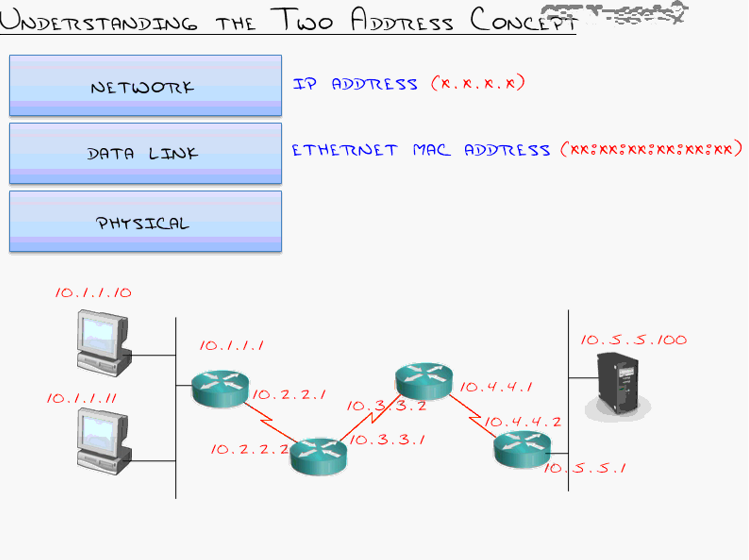 Understanding the Two Address Concept
NETWORK
IP ADDRESS (x.x.x.x)
DATA LINK
ETHERNET MAC ADDRESS (xx:xx:xx:xx:xx:xx)
PHYSICAL
10.1.1.10
10.1.1.1
10.5.5.100
10.1.1.11
10.2.2.1
10.3.3.2
10.4.4.1
10.2.2.2
10.3.3.1
10.4.4.2
10.5.5.1